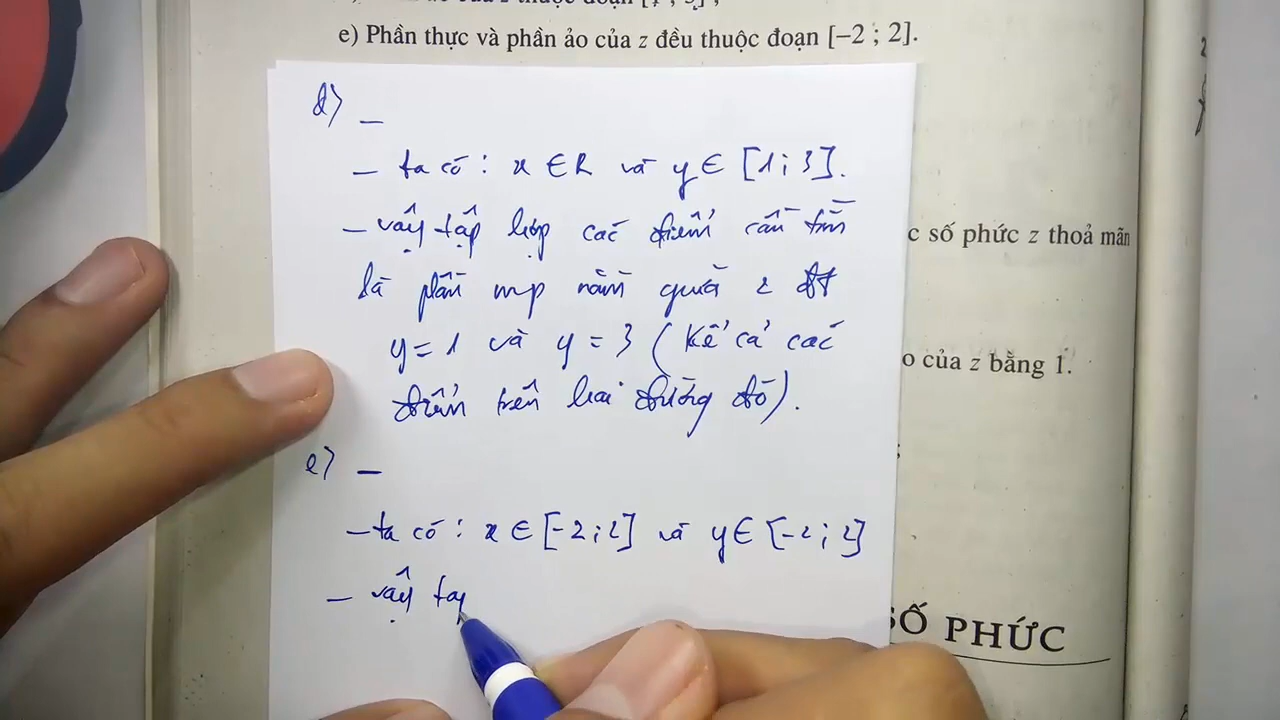 [1 ; 3] ;
e) Phần thực và phần ảo của z đều thuộc đoạn [−2 ; 2].
d) _
- ta có : x ∈ R và y ∈ [1 ; 3].
- vậy tập hợp các điểm cần tìm
là phần mp nằm giữa 2 đt
y = 1 và y = 3 (kể cả các
điểm trên hai đường đó).
e) _
- ta có : x ∈ [-2 ; 2] và y ∈ [-2 ; 2]
- vậy tap
c số phức z thoả mãn
o của z bằng 1.
SỐ PHỨC